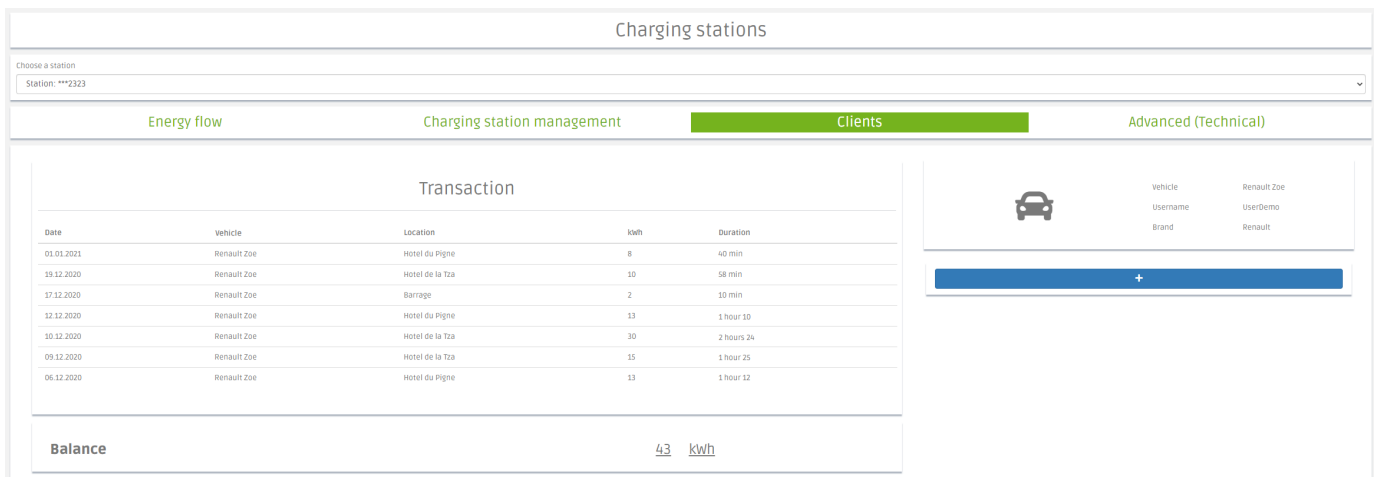 Charging stations
Choose a station
Station: ***2323
Energy flow Charging station management Clients Advanced (Technical)
Transaction
Date Vehicle Location kWh Duration
01.01.2021 Renault Zoe Hotel du Pigne 8 40 min
19.12.2020 Renault Zoe Hotel de la Tza 10 58 min
17.12.2020 Renault Zoe Barrage 2 10 min
12.12.2020 Renault Zoe Hotel du Pigne 13 1 hour 10
10.12.2020 Renault Zoe Hotel de la Tza 30 2 hours 24
09.12.2020 Renault Zoe Hotel de la Tza 15 1 hour 25
06.12.2020 Renault Zoe Hotel du Pigne 13 1 hour 12
Balance 43 kWh
Vehicle Renault Zoe
Username UserDemo
Brand Renault
+